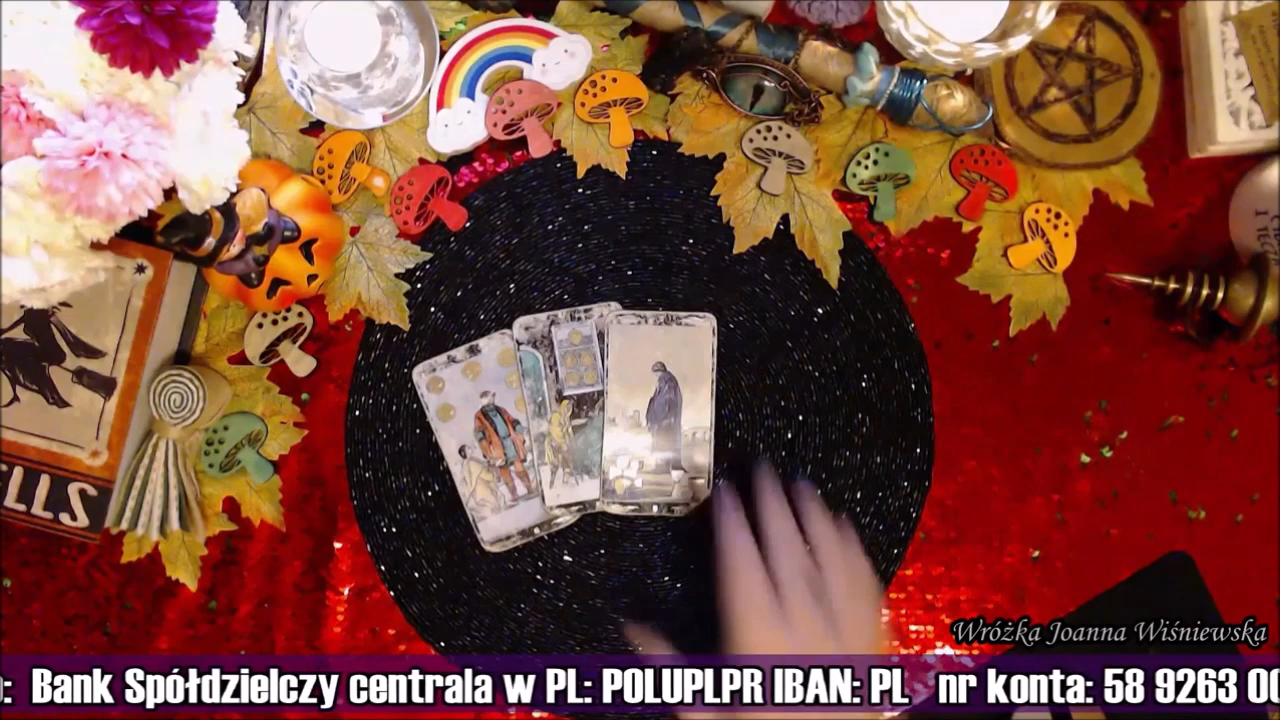 ELLS
Wróżka Joanna Wiśniewska
: Bank Spółdzielczy centrala w PL: POLUPLPR IBAN: PL nr konta: 58 9263 00